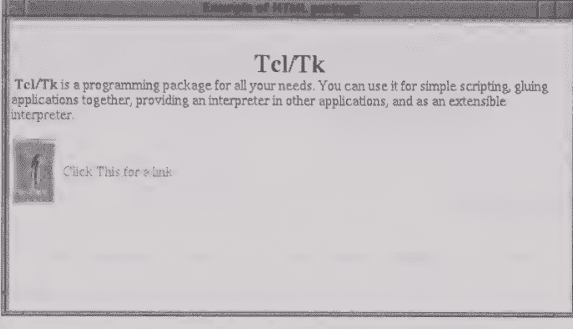 Example of HTML package
Tcl/Tk
Tcl/Tk is a programming package for all your needs. You can use it for simple scripting, gluing
applications together, providing an interpreter in other applications, and as an extensible
interpreter.
Click This for a link